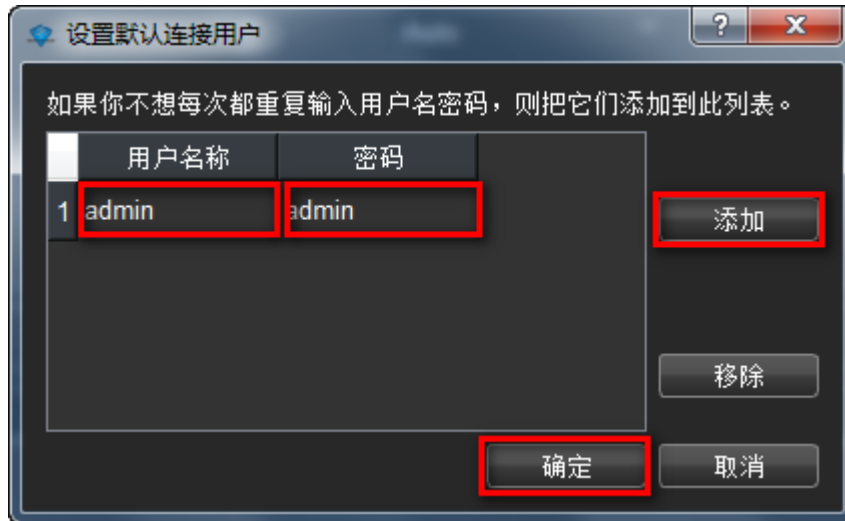 设置默认连接用户
?
如果你不想每次都重复输入用户名密码，则把它们添加到此列表。
用户名称 密码
1 admin admin
添加
移除
确定 取消